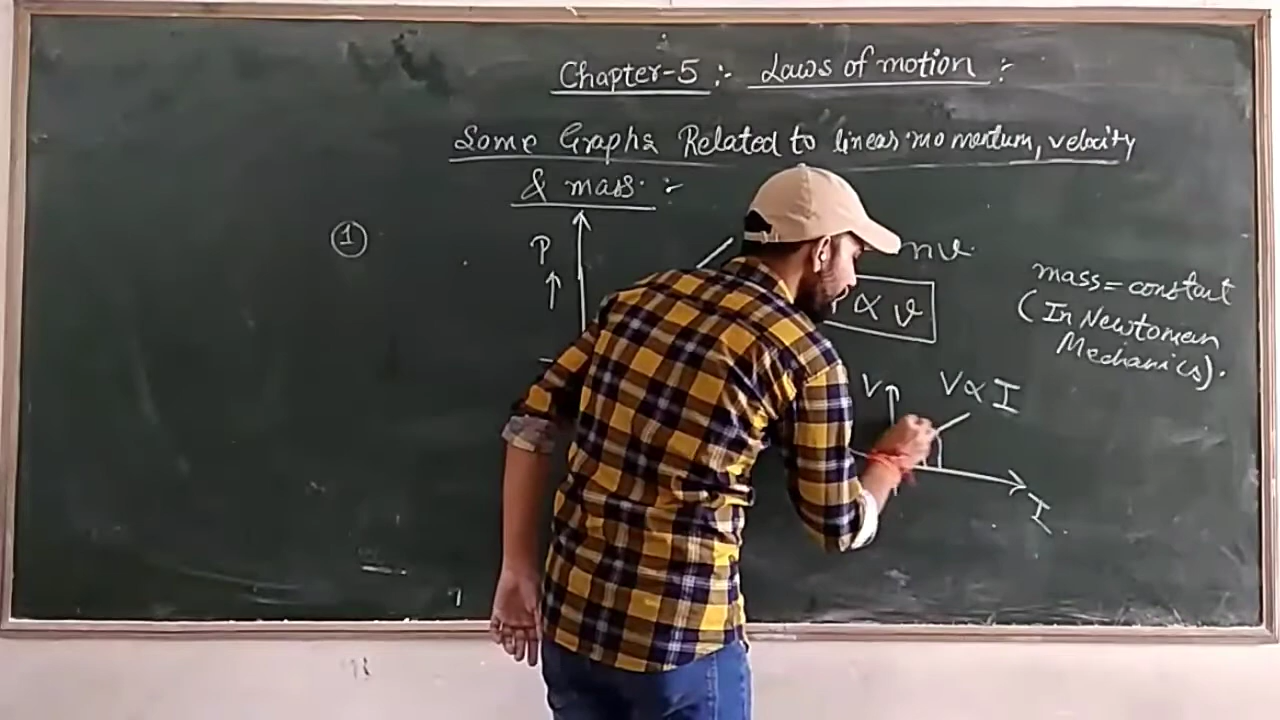 Chapter-5 :- Laws of motion :-
Some Graphs Related to linear momentum, velocity
& mass :-
1
P
mv
mass = constant
(In Newtonian
Mechanics).
∝ v
V
V ∝ I
I